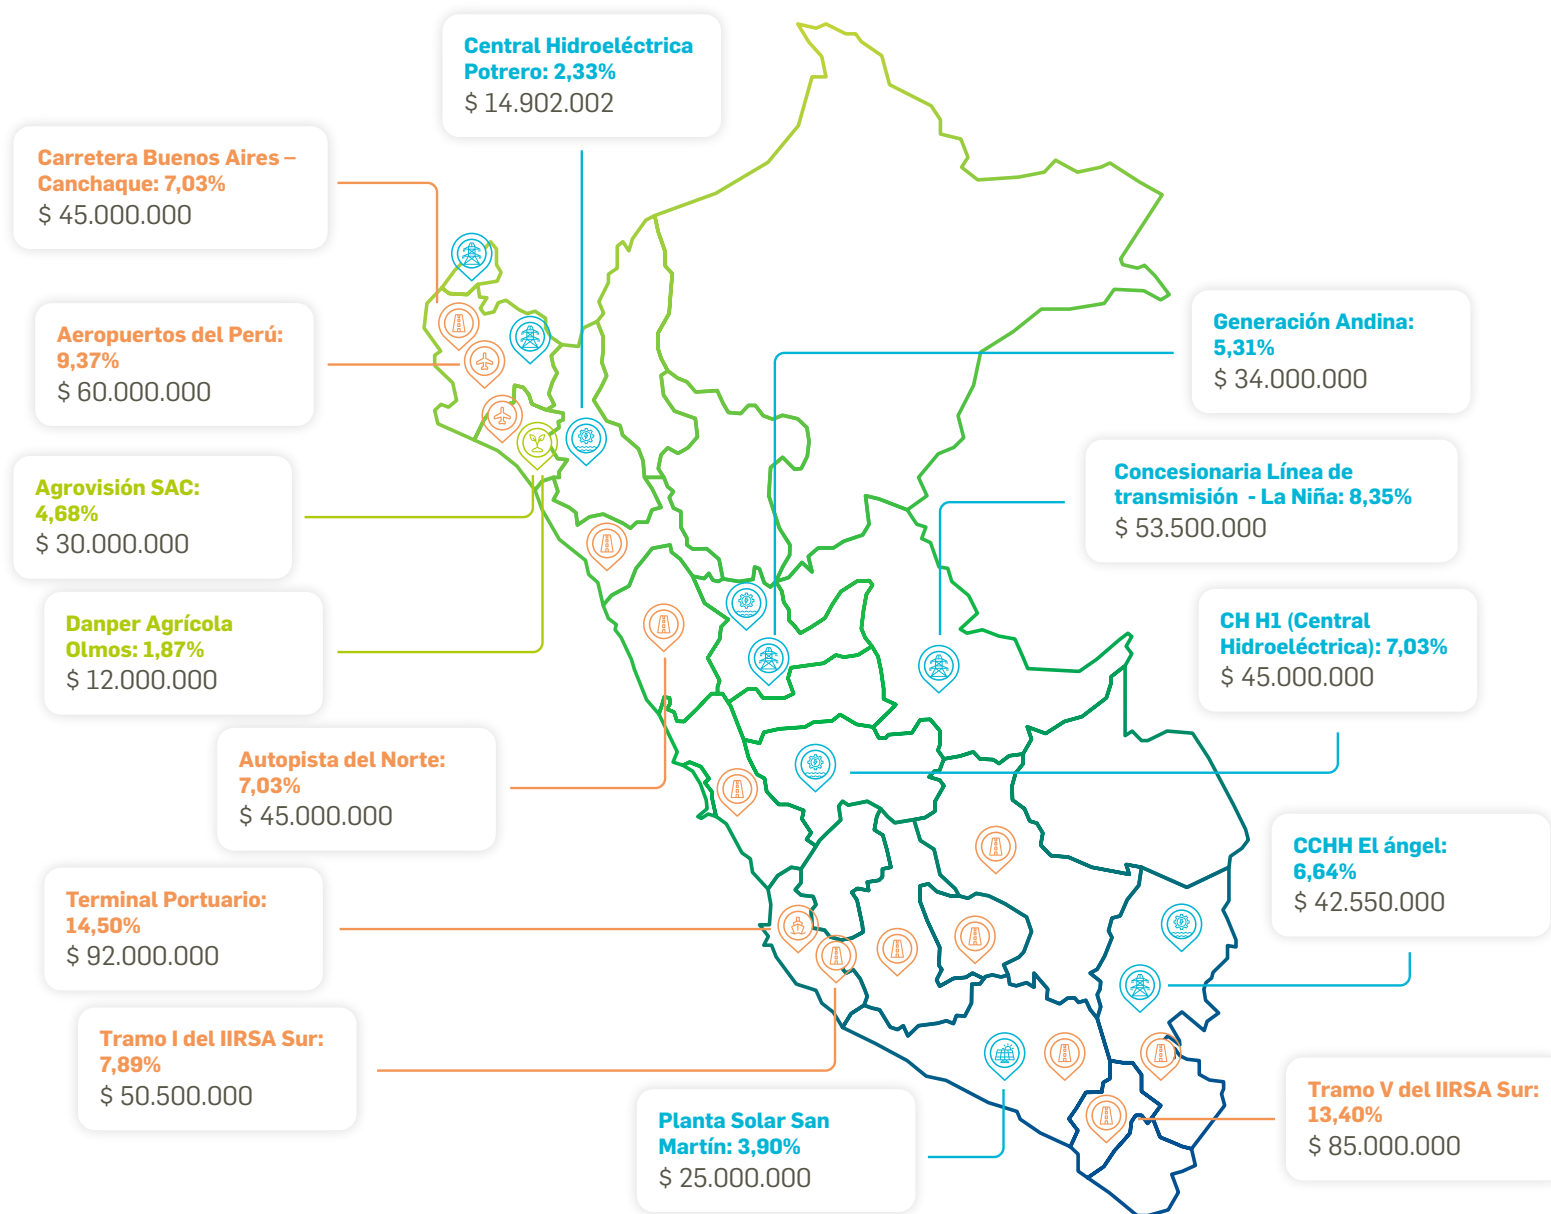 Central Hidroeléctrica
Potrero: 2,33%
$ 14.902.002
Carretera Buenos Aires –
Canchaque: 7,03%
$ 45.000.000
Aeropuertos del Perú:
9,37%
$ 60.000.000
Agrovisión SAC:
4,68%
$ 30.000.000
Danper Agrícola
Olmos: 1,87%
$ 12.000.000
Autopista del Norte:
7,03%
$ 45.000.000
Terminal Portuario:
14,50%
$ 92.000.000
Tramo I del IIRSA Sur:
7,89%
$ 50.500.000
Planta Solar San
Martín: 3,90%
$ 25.000.000
Generación Andina:
5,31%
$ 34.000.000
Concesionaria Línea de
transmisión - La Niña: 8,35%
$ 53.500.000
CH H1 (Central
Hidroeléctrica): 7,03%
$ 45.000.000
CCHH El ángel:
6,64%
$ 42.550.000
Tramo V del IIRSA Sur:
13,40%
$ 85.000.000